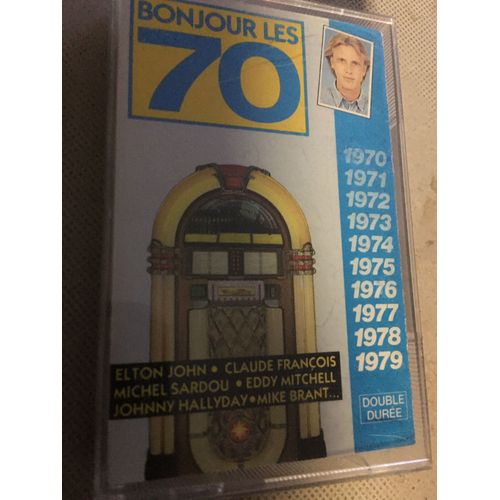 BONJOUR LES
70
1970
1971
1972
1973
1974
1975
1976
1977
1978
1979
ELTON JOHN • CLAUDE FRANÇOIS
MICHEL SARDOU • EDDY MITCHELL
JOHNNY HALLYDAY • MIKE BRANT...
DOUBLE
DURÉE